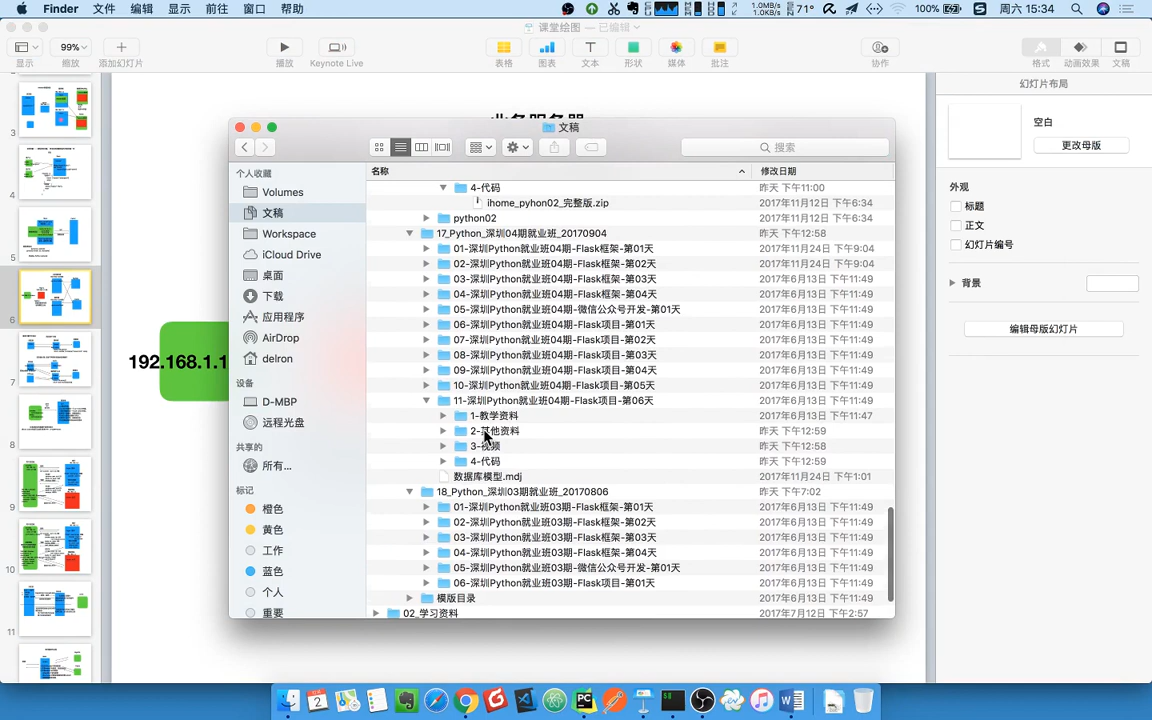 Finder 文件 编辑 显示 前往 窗口 帮助
1.0MB/s
1.0KB/s
71°
100%
周六 15:34
课堂绘图 — 已编辑
99%
显示 缩放 添加幻灯片 播放 Keynote Live 表格 图表 文本 形状 媒体 批注 协作 格式 动画效果 文稿
幻灯片布局
空白
更改母版
外观
标题
正文
幻灯片编号
背景
编辑母版幻灯片
3
4
5
6
7
8
9
10
11
192.168.1.1
文稿
搜索
个人收藏
Volumes
文稿
Workspace
iCloud Drive
桌面
下载
应用程序
AirDrop
delron
设备
D-MBP
远程光盘
共享的
所有...
标记
橙色
黄色
工作
蓝色
个人
重要
名称 修改日期
4-代码 昨天 下午11:00
ihome_pyhon02_完整版.zip 2017年11月12日 下午6:34
python02 2017年11月12日 下午6:34
17_Python_深圳04期就业班_20170904 昨天 下午12:58
01-深圳Python就业班04期-Flask框架-第01天 2017年11月24日 下午9:04
02-深圳Python就业班04期-Flask框架-第02天 2017年11月24日 下午9:04
03-深圳Python就业班04期-Flask框架-第03天 2017年6月13日 下午11:49
04-深圳Python就业班04期-Flask框架-第04天 2017年6月13日 下午11:49
05-深圳Python就业班04期-微信公众号开发-第01天 2017年6月13日 下午11:49
06-深圳Python就业班04期-Flask项目-第01天 2017年6月13日 下午11:49
07-深圳Python就业班04期-Flask项目-第02天 2017年6月13日 下午11:49
08-深圳Python就业班04期-Flask项目-第03天 2017年6月13日 下午11:49
09-深圳Python就业班04期-Flask项目-第04天 2017年6月13日 下午11:49
10-深圳Python就业班04期-Flask项目-第05天 2017年6月13日 下午11:49
11-深圳Python就业班04期-Flask项目-第06天 2017年6月13日 下午11:49
1-教学资料 2017年6月13日 下午11:47
2-其他资料 昨天 下午12:59
3-视频 昨天 下午12:58
4-代码 昨天 下午12:59
数据库模型.mdj 2017年11月24日 下午1:01
18_Python_深圳03期就业班_20170806 昨天 下午7:02
01-深圳Python就业班03期-Flask框架-第01天 2017年6月13日 下午11:49
02-深圳Python就业班03期-Flask框架-第02天 2017年6月13日 下午11:49
03-深圳Python就业班03期-Flask框架-第03天 2017年6月13日 下午11:49
04-深圳Python就业班03期-Flask框架-第04天 2017年6月13日 下午11:49
05-深圳Python就业班03期-微信公众号开发-第01天 2017年6月13日 下午11:49
06-深圳Python就业班03期-Flask项目-第01天 2017年6月13日 下午11:49
模版目录 2017年6月13日 下午11:49
02_学习资料 2017年7月12日 下午2:57